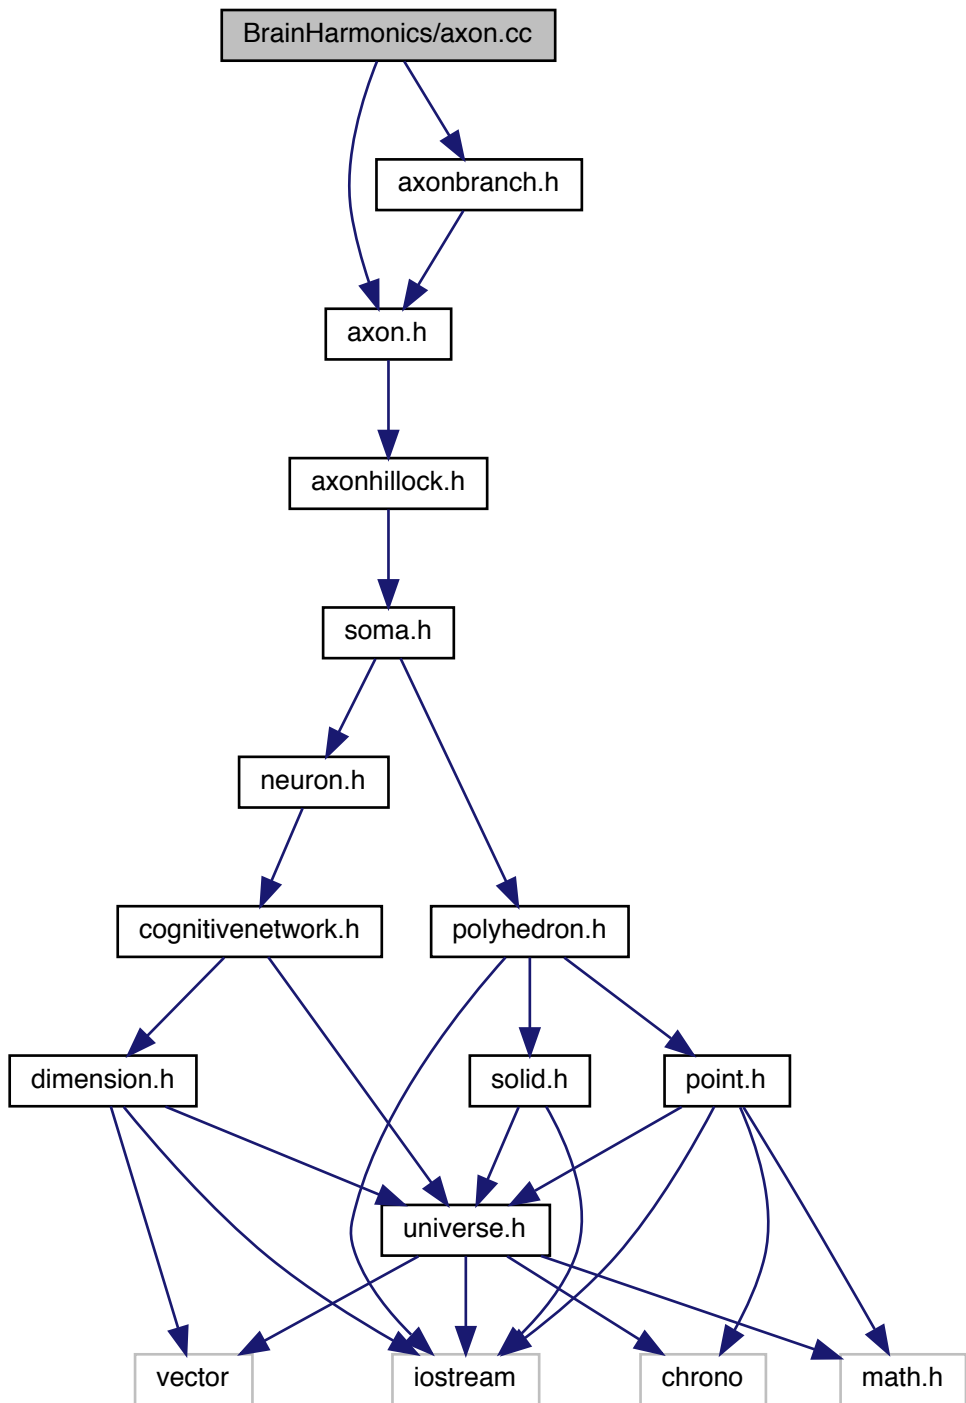 BrainHarmonics/axon.cc
axonbranch.h
axon.h
axonhillock.h
soma.h
neuron.h
cognitivenetwork.h
polyhedron.h
dimension.h
solid.h
point.h
universe.h
vector
iostream
chrono
math.h